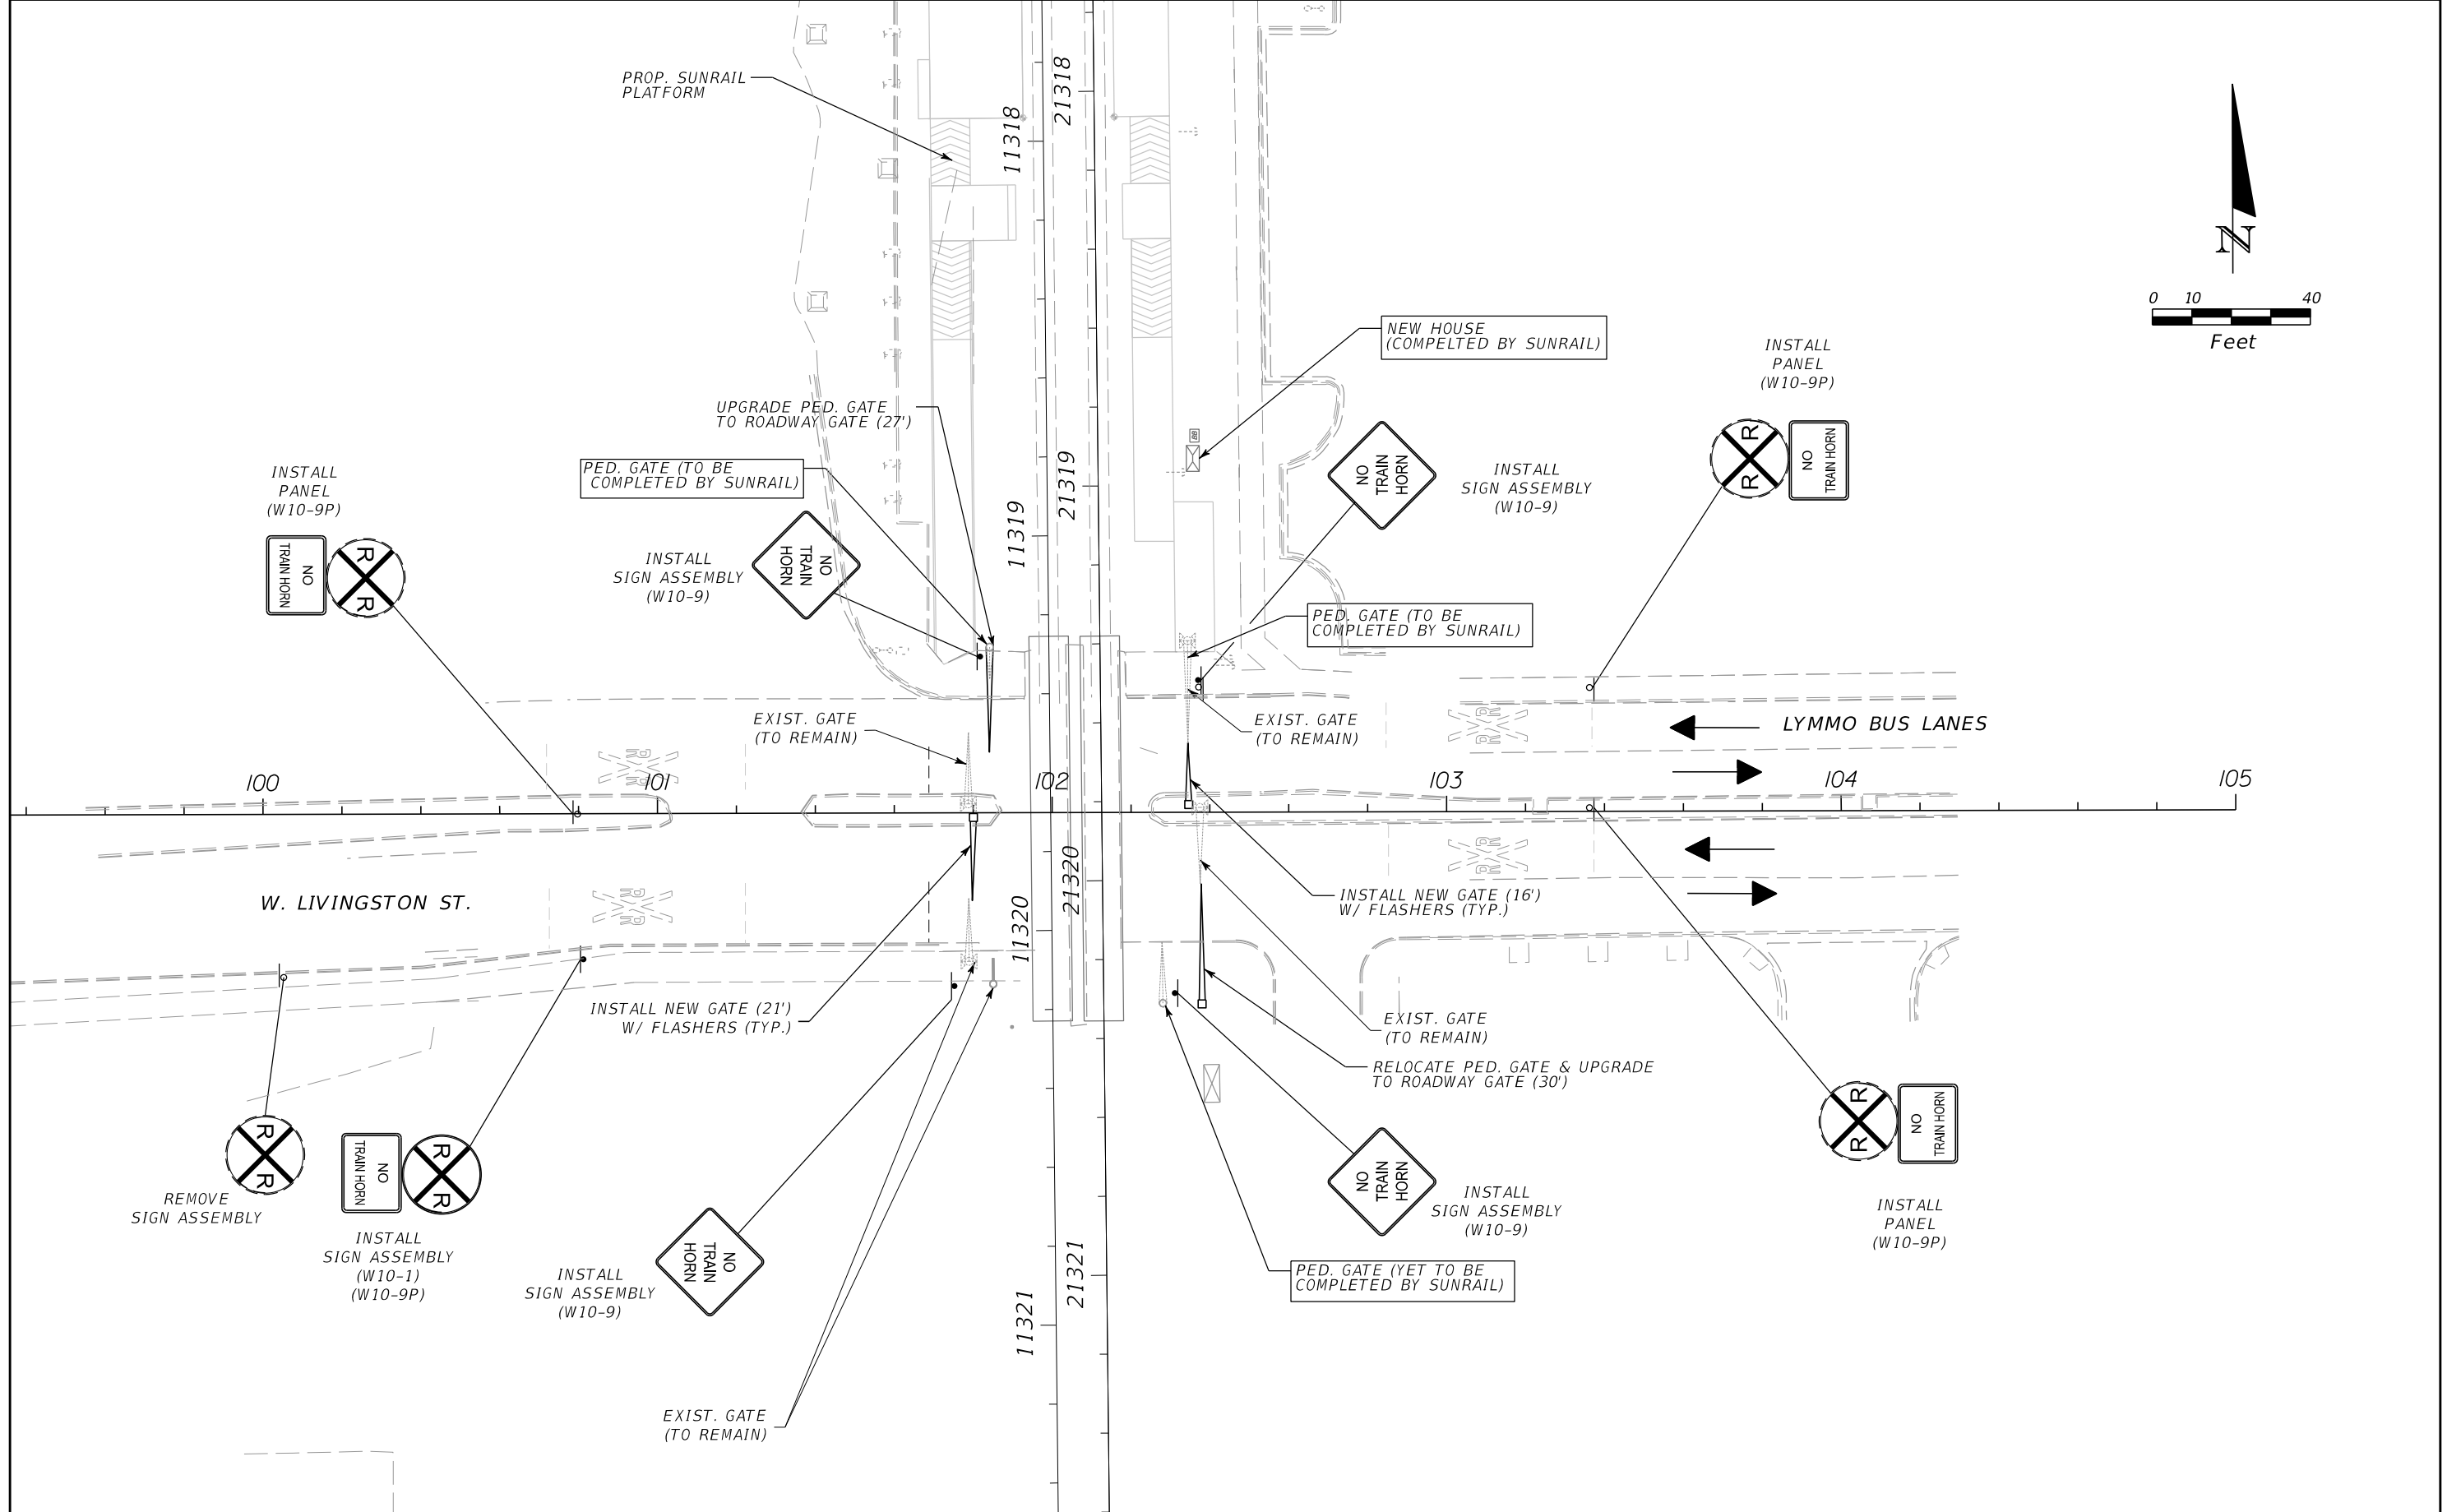 PROP. SUNRAIL
PLATFORM
11318
21318
N
0 10 40
Feet
NEW HOUSE
(COMPELTED BY SUNRAIL)
BB
INSTALL
PANEL
(W10-9P)
R
R
NO
TRAIN HORN
UPGRADE PED. GATE
TO ROADWAY GATE (27')
PED. GATE (TO BE
COMPLETED BY SUNRAIL)
INSTALL
PANEL
(W10-9P)
NO
TRAIN HORN
R
R
INSTALL
SIGN ASSEMBLY
(W10-9)
NO
TRAIN
HORN
11319
21319
NO
TRAIN
HORN
INSTALL
SIGN ASSEMBLY
(W10-9)
PED. GATE (TO BE
COMPLETED BY SUNRAIL)
EXIST. GATE
(TO REMAIN)
EXIST. GATE
(TO REMAIN)
LYMMO BUS LANES
R R
R R
100
101
102
103
104
105
R R
R R
W. LIVINGSTON ST.
11320
21320
INSTALL NEW GATE (16')
W/ FLASHERS (TYP.)
INSTALL NEW GATE (21')
W/ FLASHERS (TYP.)
EXIST. GATE
(TO REMAIN)
RELOCATE PED. GATE & UPGRADE
TO ROADWAY GATE (30')
R
R
REMOVE
SIGN ASSEMBLY
NO
TRAIN HORN
R
R
INSTALL
SIGN ASSEMBLY
(W10-1)
(W10-9P)
NO
TRAIN
HORN
INSTALL
SIGN ASSEMBLY
(W10-9)
NO
TRAIN
HORN
INSTALL
SIGN ASSEMBLY
(W10-9)
R
R
NO
TRAIN HORN
INSTALL
PANEL
(W10-9P)
PED. GATE (YET TO BE
COMPLETED BY SUNRAIL)
11321
21321
EXIST. GATE
(TO REMAIN)